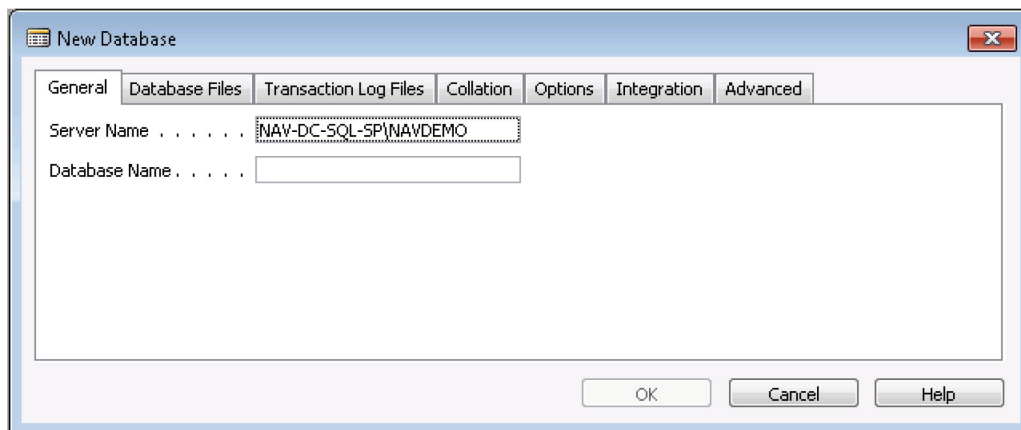 New Database
General Database Files Transaction Log Files Collation Options Integration Advanced
Server Name . . . . . . NAV-DC-SQL-SP\NAVDEMO
Database Name . . . . .
OK Cancel Help